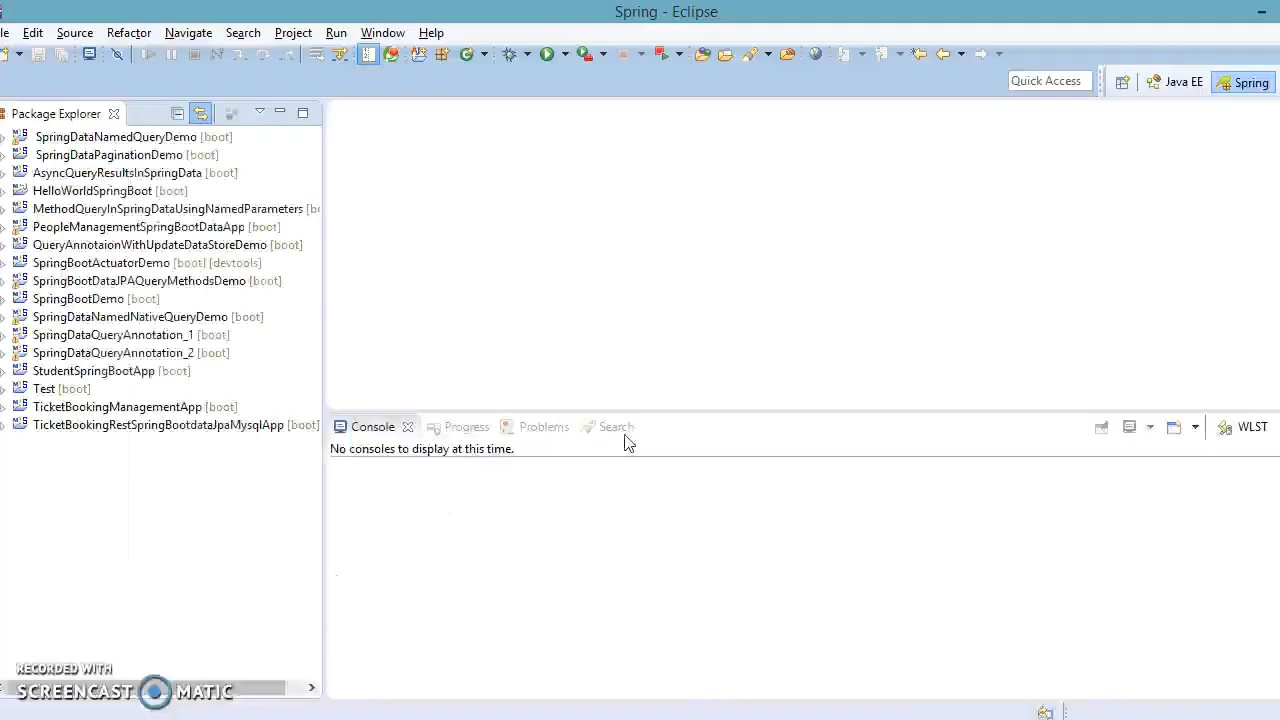 Spring - Eclipse
le Edit Source Refactor Navigate Search Project Run Window Help
Quick Access Java EE Spring
Package Explorer
SpringDataNamedQueryDemo [boot]
SpringDataPaginationDemo [boot]
AsyncQueryResultsInSpringData [boot]
HelloWorldSpringBoot [boot]
MethodQueryInSpringDataUsingNamedParameters [bo
PeopleManagementSpringBootDataApp [boot]
QueryAnnotaionWithUpdateDataStoreDemo [boot]
SpringBootActuatorDemo [boot] [devtools]
SpringBootDataJPAQueryMethodsDemo [boot]
SpringBootDemo [boot]
SpringDataNamedNativeQueryDemo [boot]
SpringDataQueryAnnotation_1 [boot]
SpringDataQueryAnnotation_2 [boot]
StudentSpringBootApp [boot]
Test [boot]
TicketBookingManagementApp [boot]
TicketBookingRestSpringBootdataJpaMysqlApp [boot]
Console Progress Problems Search WLST
No consoles to display at this time.
RECORDED WITH
SCREENCAST MATIC